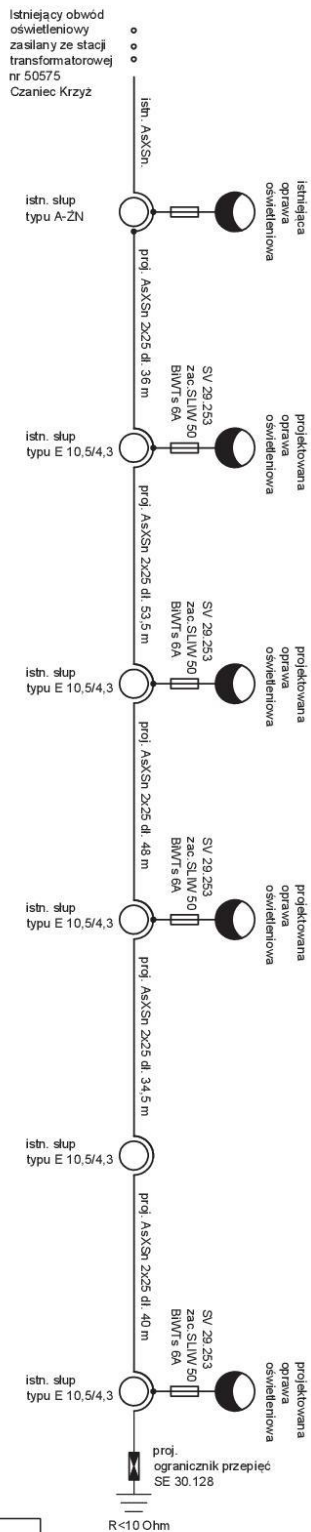 Istniejący obwód
oświetleniowy
zasilany ze stacji
transformatorowej
nr 50575
Czaniec Krzyż
istn. AsXSn.
istn. słup
typu A-ŻN
istniejąca
oprawa
oświetleniowa
proj. AsXSn 2x25 dł. 36 m
istn. słup
typu E 10,5/4,3
SV 29.253
zac.SLIW 50
BiWTs 6A
projektowana
oprawa
oświetleniowa
proj. AsXSn 2x25 dł. 53,5 m
istn. słup
typu E 10,5/4,3
SV 29.253
zac.SLIW 50
BiWTs 6A
projektowana
oprawa
oświetleniowa
proj. AsXSn 2x25 dł. 48 m
istn. słup
typu E 10,5/4,3
SV 29.253
zac.SLIW 50
BiWTs 6A
projektowana
oprawa
oświetleniowa
proj. AsXSn 2x25 dł. 34,5 m
istn. słup
typu E 10,5/4,3
proj. AsXSn 2x25 dł. 40 m
istn. słup
typu E 10,5/4,3
SV 29.253
zac.SLIW 50
BiWTs 6A
projektowana
oprawa
oświetleniowa
proj.
ogranicznik przepięć
SE 30.128
R<10 Ohm